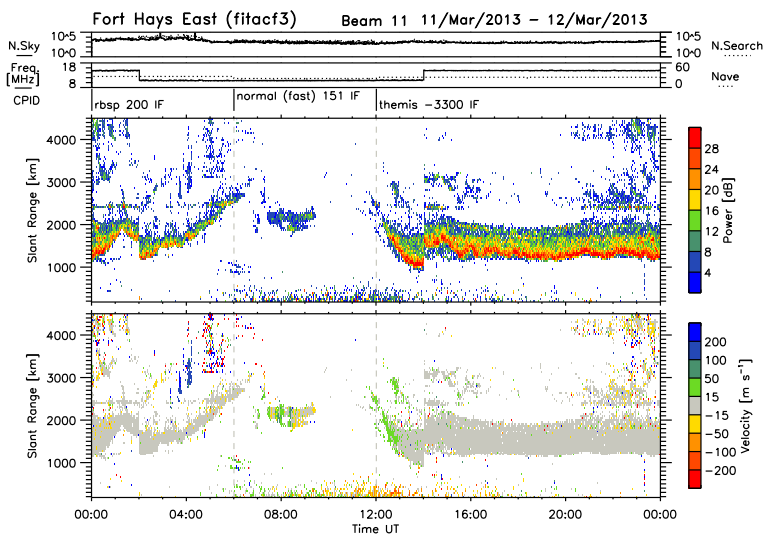 Fort Hays East (fitacf3) Beam 11 11/Mar/2013 - 12/Mar/2013
N.Sky 10^5 10^0 10^5 10^0 N.Search
Freq. [MHz] 18 8 60 0 Nave
CPID rbsp 200 IF normal (fast) 151 IF themis -3300 IF
Slant Range [km] 4000 3000 2000 1000
Power [dB] 28 24 20 16 12 8 4
Slant Range [km] 4000 3000 2000 1000
Velocity [m s⁻¹] 200 100 50 15 -15 -50 -100 -200
00:00 04:00 08:00 12:00 16:00 20:00 00:00
Time UT